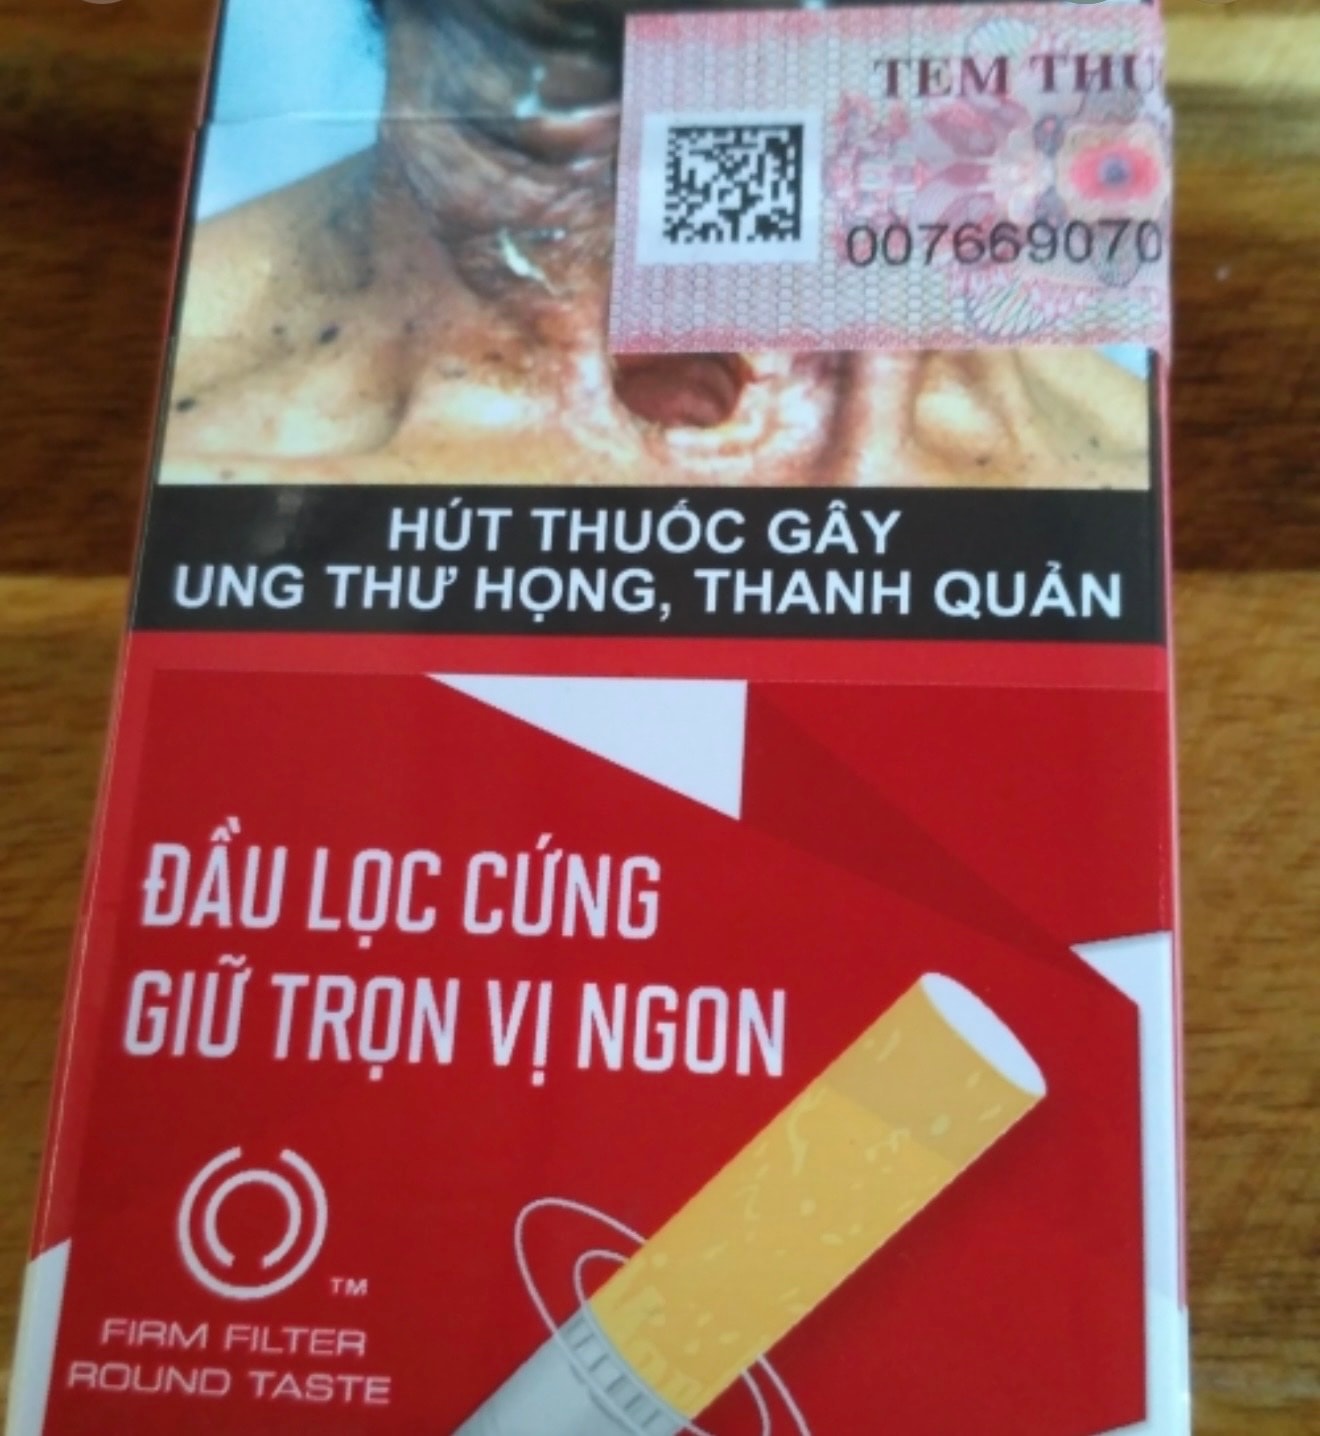 TEM THU
007669070
HÚT THUỐC GÂY
UNG THƯ HỌNG, THANH QUẢN
ĐẦU LỌC CỨNG
GIỮ TRỌN VỊ NGON
TM
FIRM FILTER
ROUND TASTE